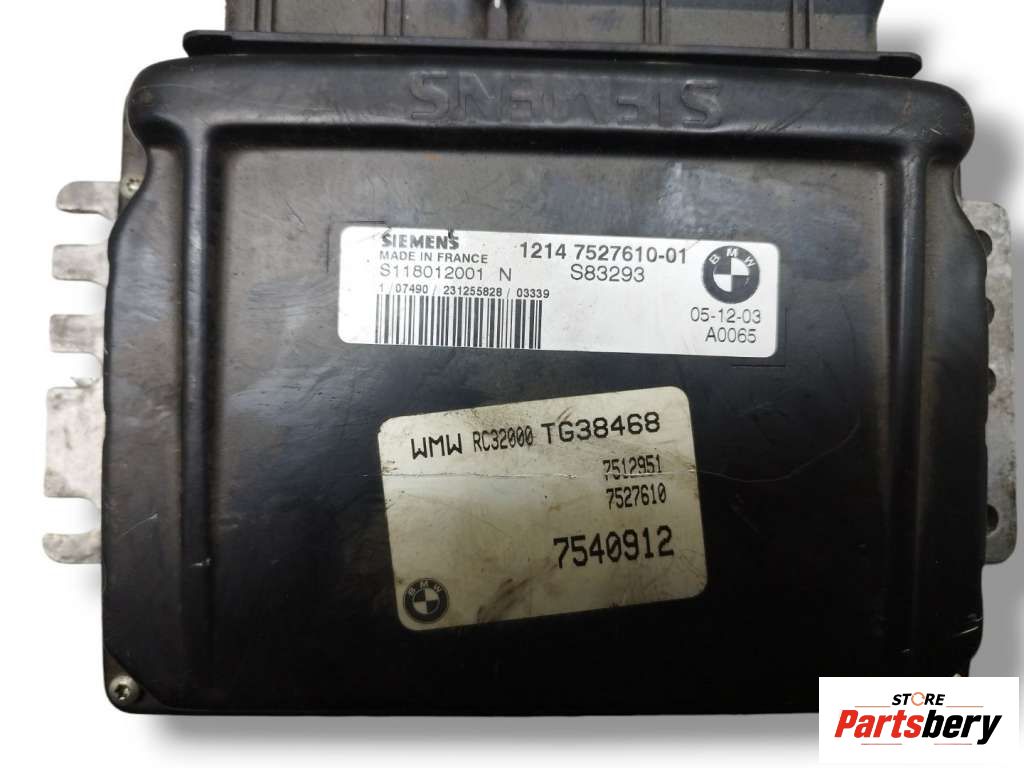 SIEMENS
SIEMENS 1214 7527610-01
MADE IN FRANCE
S118012001 N S83293
1 / 07490 / 231255828 / 03339
BMW
05-12-03
A0065
WMW RC32000 TG38468
7512951
7527610
7540912
BMW
STORE
Partsbery